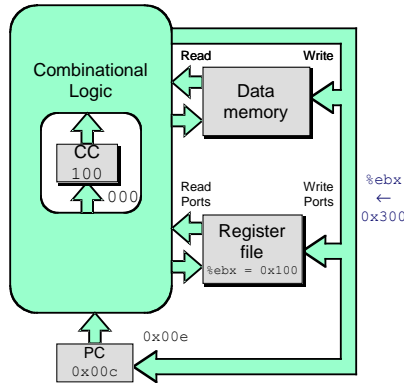 Combinational
Logic
Read
Write
Data
memory
CC
100
000
Read
Ports
Write
Ports
Register
file
%ebx = 0x100
%ebx
←
0x300
0x00e
PC
0x00c